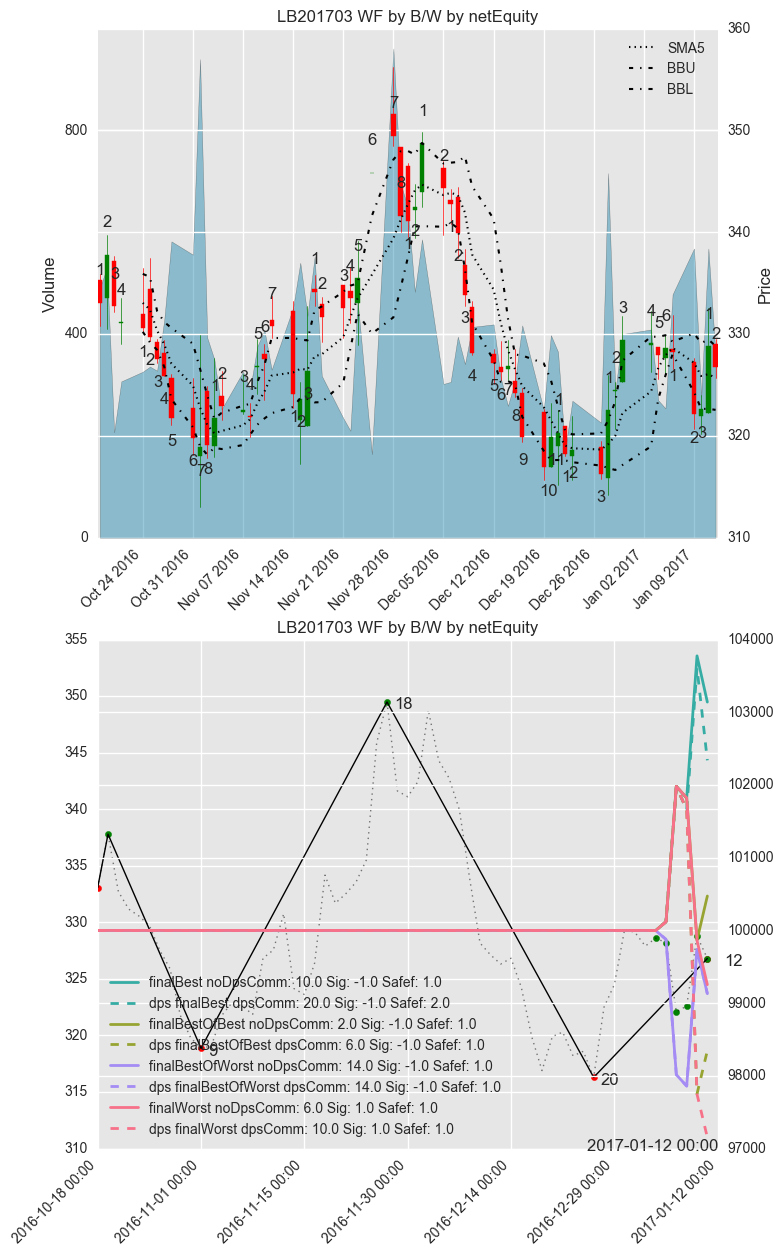 LB201703 WF by B/W by netEquity
Volume
Price
800
400
0
360
350
340
330
320
310
SMA5
BBU
BBL
Oct 24 2016
Oct 31 2016
Nov 07 2016
Nov 14 2016
Nov 21 2016
Nov 28 2016
Dec 05 2016
Dec 12 2016
Dec 19 2016
Dec 26 2016
Jan 02 2017
Jan 09 2017
LB201703 WF by B/W by netEquity
355
350
345
340
335
330
325
320
315
310
104000
103000
102000
101000
100000
99000
98000
97000
18
9
20
12
finalBest noDpsComm: 10.0 Sig: -1.0 Safef: 1.0
dps finalBest dpsComm: 20.0 Sig: -1.0 Safef: 2.0
finalBestOfBest noDpsComm: 2.0 Sig: -1.0 Safef: 1.0
dps finalBestOfBest dpsComm: 6.0 Sig: -1.0 Safef: 1.0
finalBestOfWorst noDpsComm: 14.0 Sig: -1.0 Safef: 1.0
dps finalBestOfWorst dpsComm: 14.0 Sig: -1.0 Safef: 1.0
finalWorst noDpsComm: 6.0 Sig: 1.0 Safef: 1.0
dps finalWorst dpsComm: 10.0 Sig: 1.0 Safef: 1.0
2017-01-12 00:00
2016-10-18 00:00
2016-11-01 00:00
2016-11-15 00:00
2016-11-30 00:00
2016-12-14 00:00
2016-12-29 00:00
2017-01-12 00:00